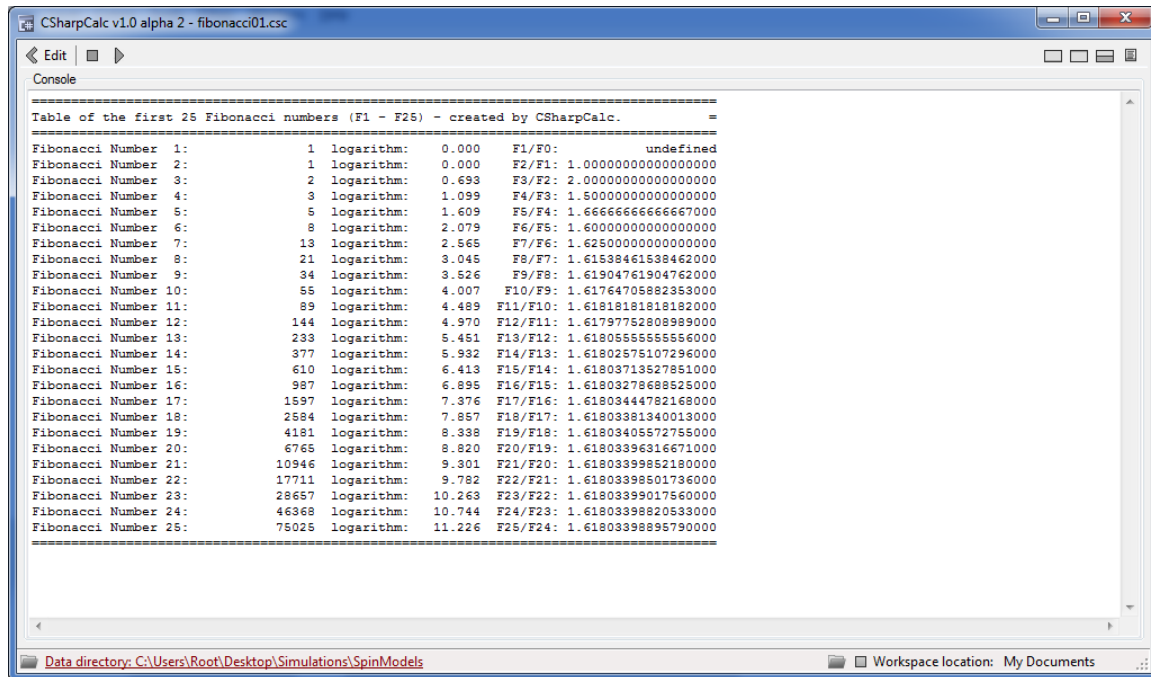 CSharpCalc v1.0 alpha 2 - fibonacci01.csc
Edit
Console
=======================================================================================
Table of the first 25 Fibonacci numbers (F1 - F25) - created by CSharpCalc.           =
=======================================================================================
Fibonacci Number  1:               1  logarithm:    0.000    F1/F0:           undefined
Fibonacci Number  2:               1  logarithm:    0.000    F2/F1: 1.00000000000000000
Fibonacci Number  3:               2  logarithm:    0.693    F3/F2: 2.00000000000000000
Fibonacci Number  4:               3  logarithm:    1.099    F4/F3: 1.50000000000000000
Fibonacci Number  5:               5  logarithm:    1.609    F5/F4: 1.66666666666667000
Fibonacci Number  6:               8  logarithm:    2.079    F6/F5: 1.60000000000000000
Fibonacci Number  7:              13  logarithm:    2.565    F7/F6: 1.62500000000000000
Fibonacci Number  8:              21  logarithm:    3.045    F8/F7: 1.61538461538462000
Fibonacci Number  9:              34  logarithm:    3.526    F9/F8: 1.61904761904762000
Fibonacci Number 10:              55  logarithm:    4.007   F10/F9: 1.61764705882353000
Fibonacci Number 11:              89  logarithm:    4.489  F11/F10: 1.61818181818182000
Fibonacci Number 12:             144  logarithm:    4.970  F12/F11: 1.61797752808989000
Fibonacci Number 13:             233  logarithm:    5.451  F13/F12: 1.61805555555556000
Fibonacci Number 14:             377  logarithm:    5.932  F14/F13: 1.61802575107296000
Fibonacci Number 15:             610  logarithm:    6.413  F15/F14: 1.61803713527851000
Fibonacci Number 16:             987  logarithm:    6.895  F16/F15: 1.61803278688525000
Fibonacci Number 17:            1597  logarithm:    7.376  F17/F16: 1.61803444782168000
Fibonacci Number 18:            2584  logarithm:    7.857  F18/F17: 1.61803381340013000
Fibonacci Number 19:            4181  logarithm:    8.338  F19/F18: 1.61803405572755000
Fibonacci Number 20:            6765  logarithm:    8.820  F20/F19: 1.61803396316671000
Fibonacci Number 21:           10946  logarithm:    9.301  F21/F20: 1.61803399852180000
Fibonacci Number 22:           17711  logarithm:    9.782  F22/F21: 1.61803398501736000
Fibonacci Number 23:           28657  logarithm:   10.263  F23/F22: 1.61803399017560000
Fibonacci Number 24:           46368  logarithm:   10.744  F24/F23: 1.61803398820533000
Fibonacci Number 25:           75025  logarithm:   11.226  F25/F24: 1.61803398895790000
=======================================================================================
Data directory: C:\Users\Root\Desktop\Simulations\SpinModels
Workspace location: My Documents